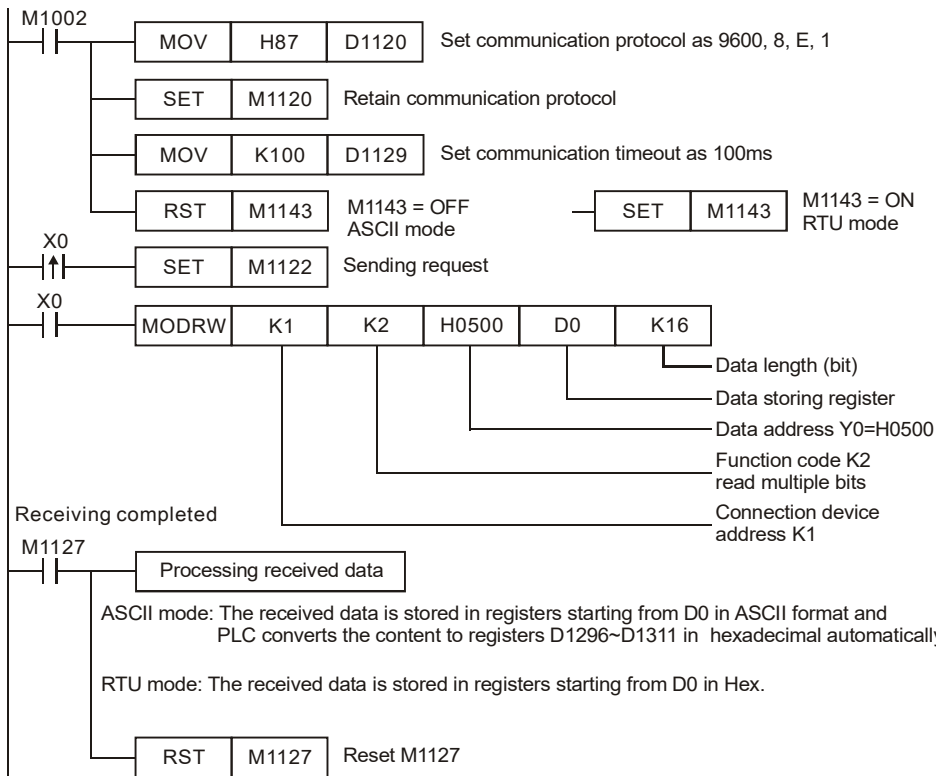 M1002
MOV H87 D1120 Set communication protocol as 9600, 8, E, 1
SET M1120 Retain communication protocol
MOV K100 D1129 Set communication timeout as 100ms
RST M1143 M1143 = OFF
ASCII mode
SET M1143 M1143 = ON
RTU mode
X0
SET M1122 Sending request
X0
MODRW K1 K2 H0500 D0 K16
Data length (bit)
Data storing register
Data address Y0=H0500
Function code K2
read multiple bits
Connection device
address K1
Receiving completed
M1127
Processing received data
ASCII mode: The received data is stored in registers starting from D0 in ASCII format and
PLC converts the content to registers D1296~D1311 in hexadecimal automatically
RTU mode: The received data is stored in registers starting from D0 in Hex.
RST M1127 Reset M1127